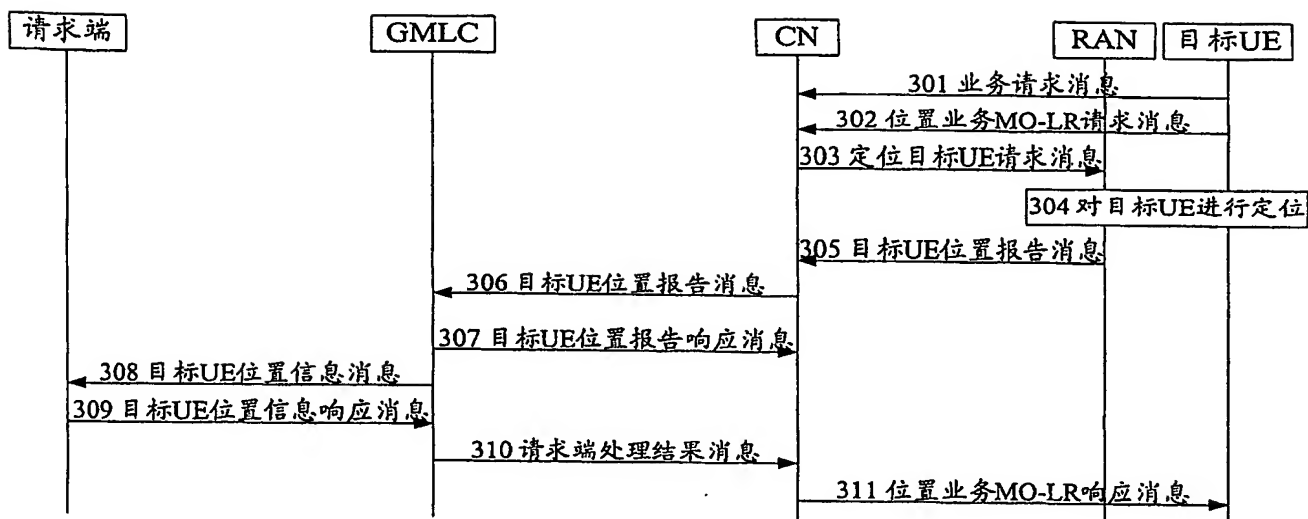 请求端
GMLC
CN
RAN
目标UE
301 业务请求消息
302 位置业务MO-LR请求消息
303 定位目标UE请求消息
304 对目标UE进行定位
305 目标UE位置报告消息
306 目标UE位置报告消息
307 目标UE位置报告响应消息
308 目标UE位置信息消息
309 目标UE位置信息响应消息
310 请求端处理结果消息
311 位置业务MO-LR响应消息